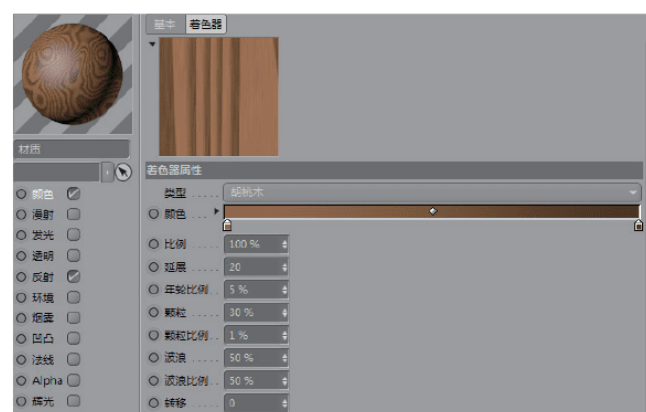 基本 着色器
材质
着色器属性
类型 ..... 胡桃木
颜色 ...
比例 ..... 100 %
延展 ..... 20
年轮比例 .. 5 %
颗粒 ..... 30 %
颗粒比例 .. 1 %
波浪 ..... 50 %
波浪比例 .. 50 %
转移 ..... 0
颜色
漫射
发光
透明
反射
环境
烟雾
凹凸
法线
Alpha
辉光